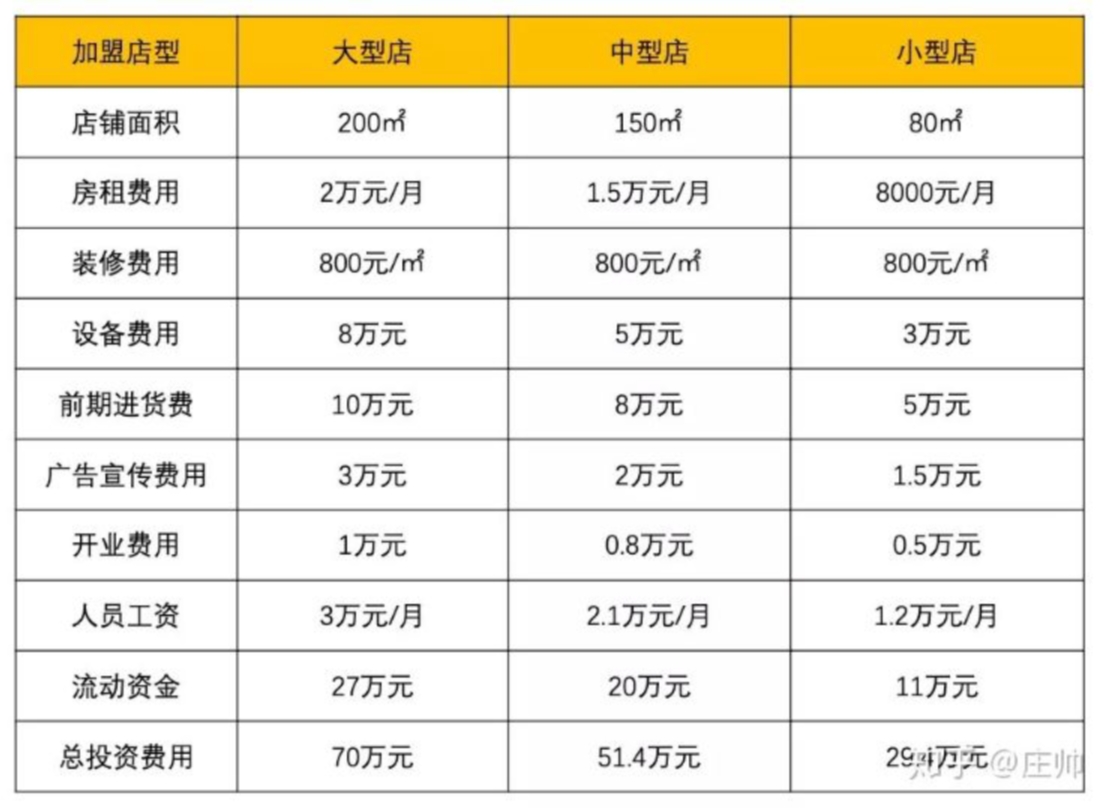 加盟店型 大型店 中型店 小型店
店铺面积 200㎡ 150㎡ 80㎡
房租费用 2万元/月 1.5万元/月 8000元/月
装修费用 800元/㎡ 800元/㎡ 800元/㎡
设备费用 8万元 5万元 3万元
前期进货费 10万元 8万元 5万元
广告宣传费用 3万元 2万元 1.5万元
开业费用 1万元 0.8万元 0.5万元
人员工资 3万元/月 2.1万元/月 1.2万元/月
流动资金 27万元 20万元 11万元
总投资费用 70万元 51.4万元 29.4万元
知乎 @庄帅